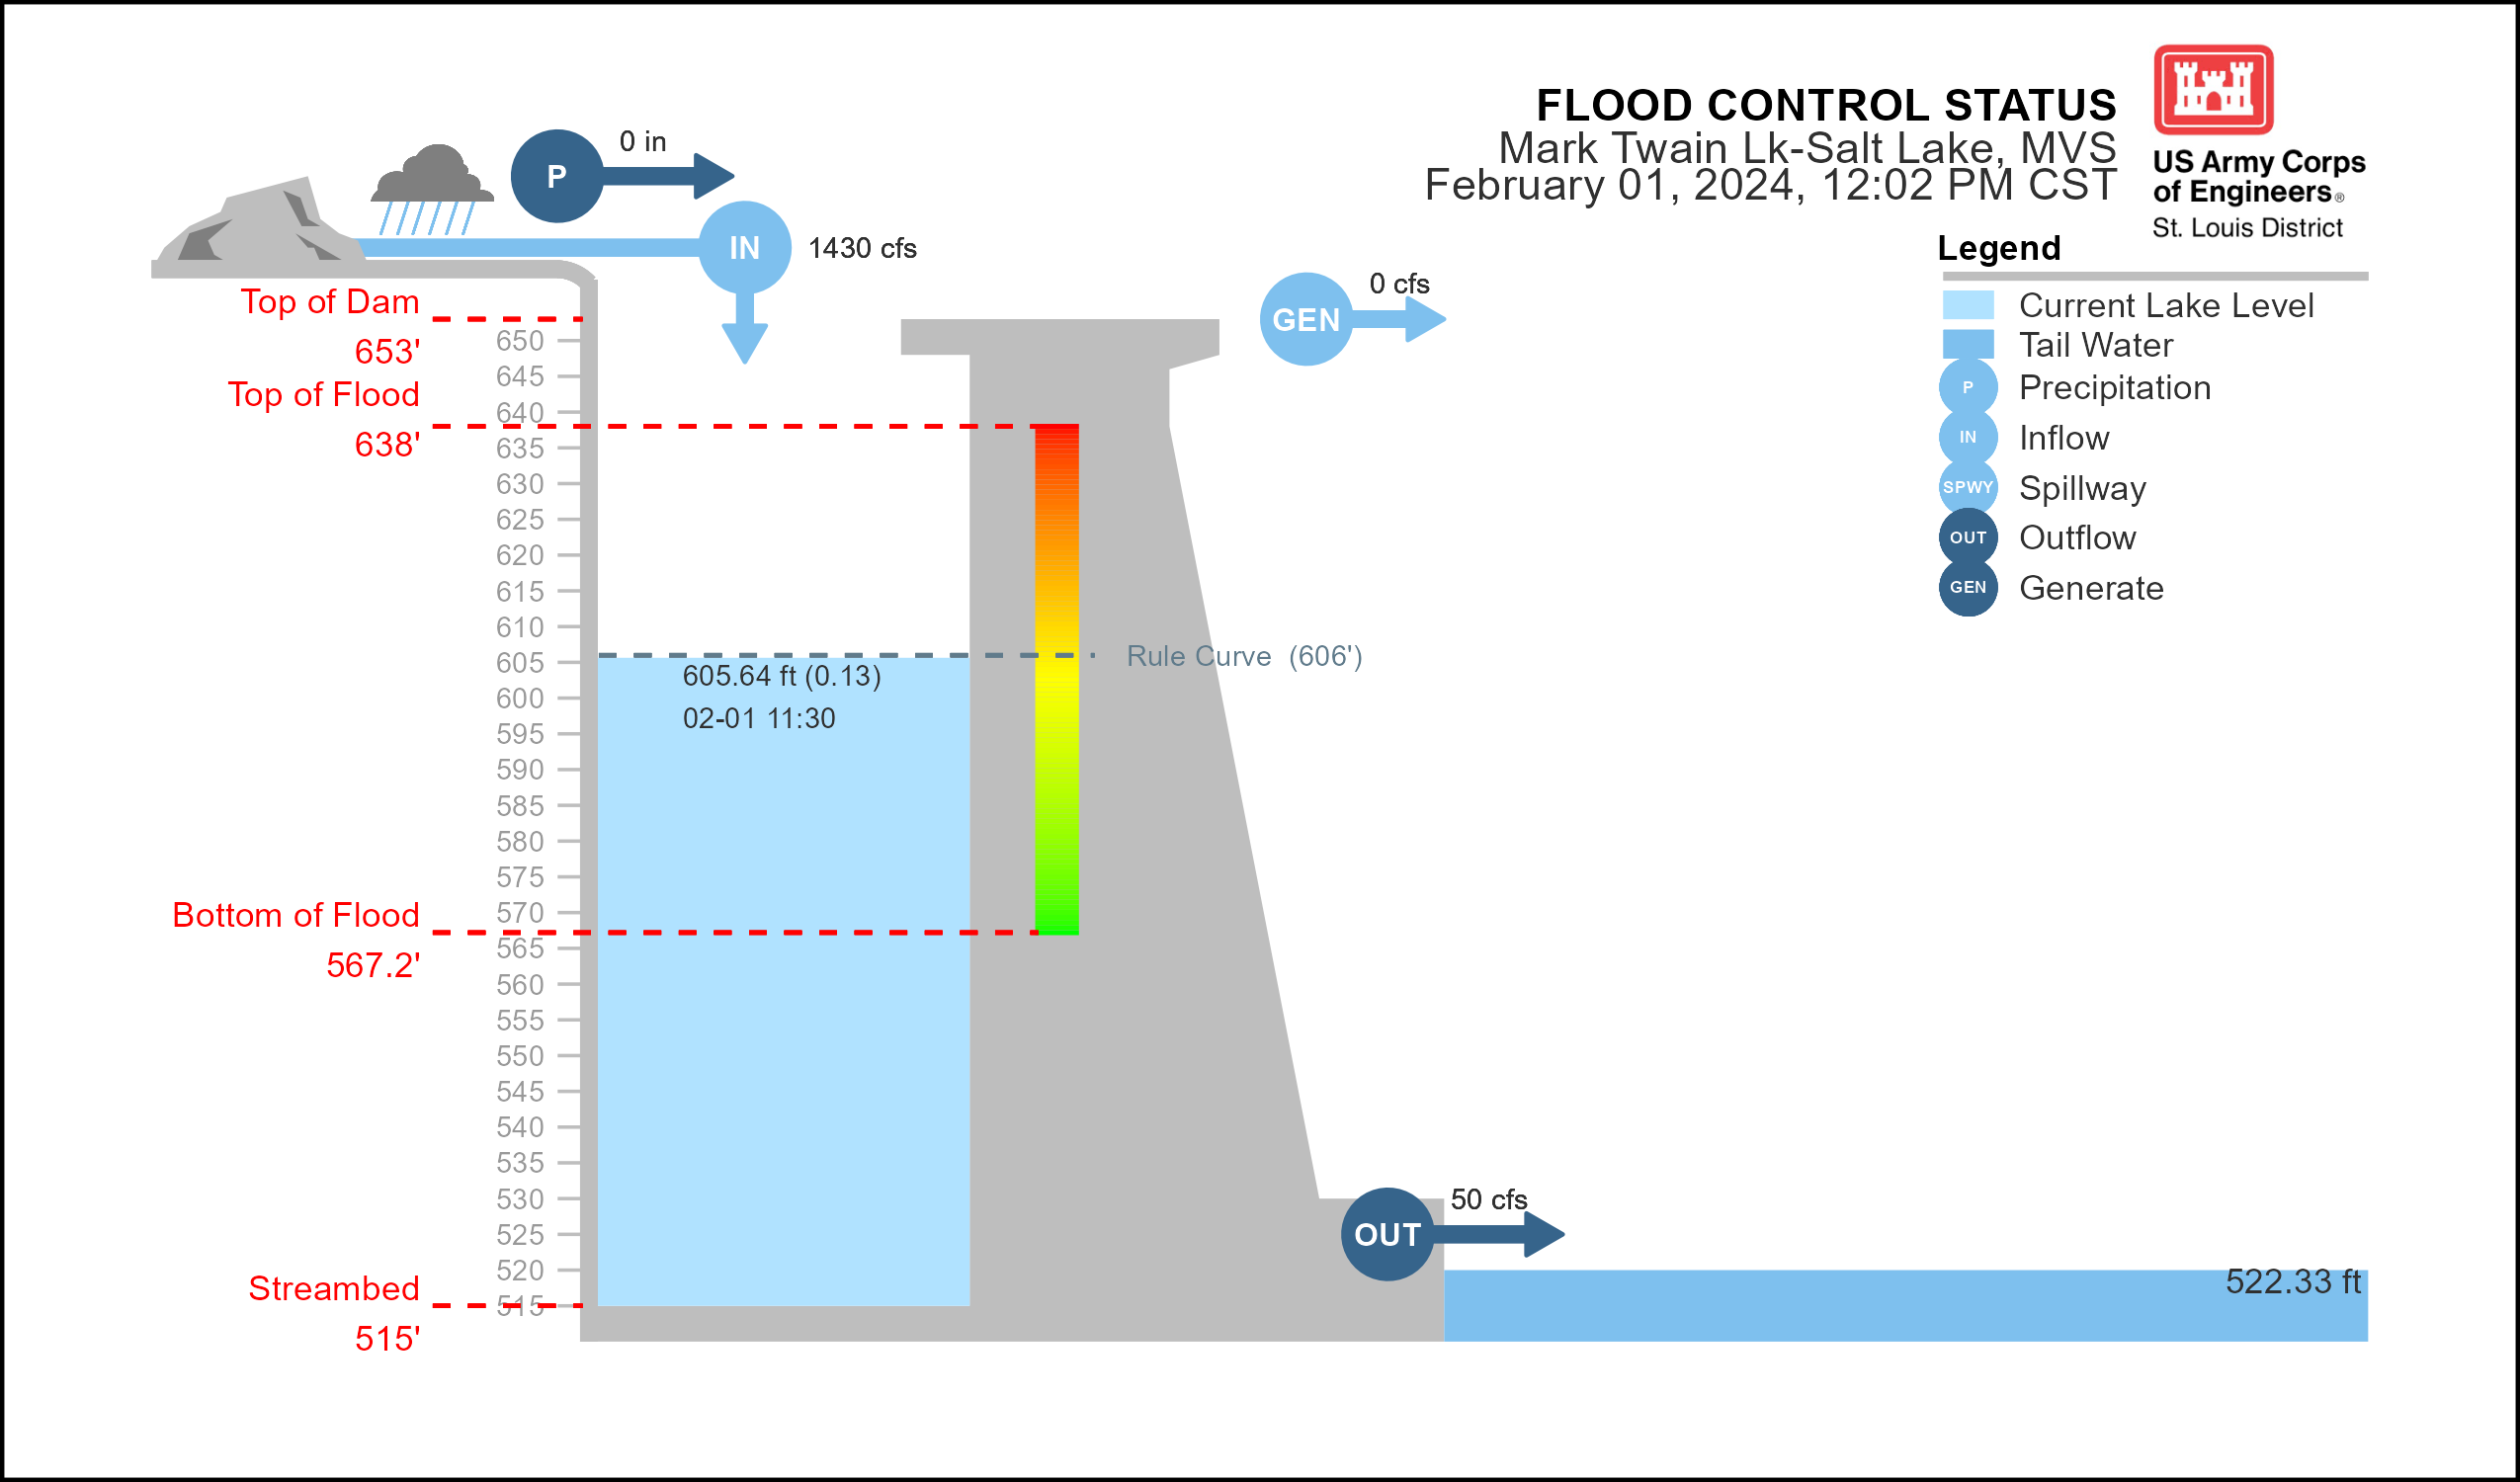 FLOOD CONTROL STATUS
Mark Twain Lk-Salt Lake, MVS
February 01, 2024, 12:02 PM CST
US Army Corps
of Engineers®
St. Louis District
P
0 in
IN
1430 cfs
GEN
0 cfs
Legend
Current Lake Level
Tail Water
P Precipitation
IN Inflow
SPWY Spillway
OUT Outflow
GEN Generate
Top of Dam
653'
Top of Flood
638'
Bottom of Flood
567.2'
Streambed
515'
650
645
640
635
630
625
620
615
610
605
600
595
590
585
580
575
570
565
560
555
550
545
540
535
530
525
520
515
Rule Curve (606')
605.64 ft (0.13)
02-01 11:30
OUT
50 cfs
522.33 ft